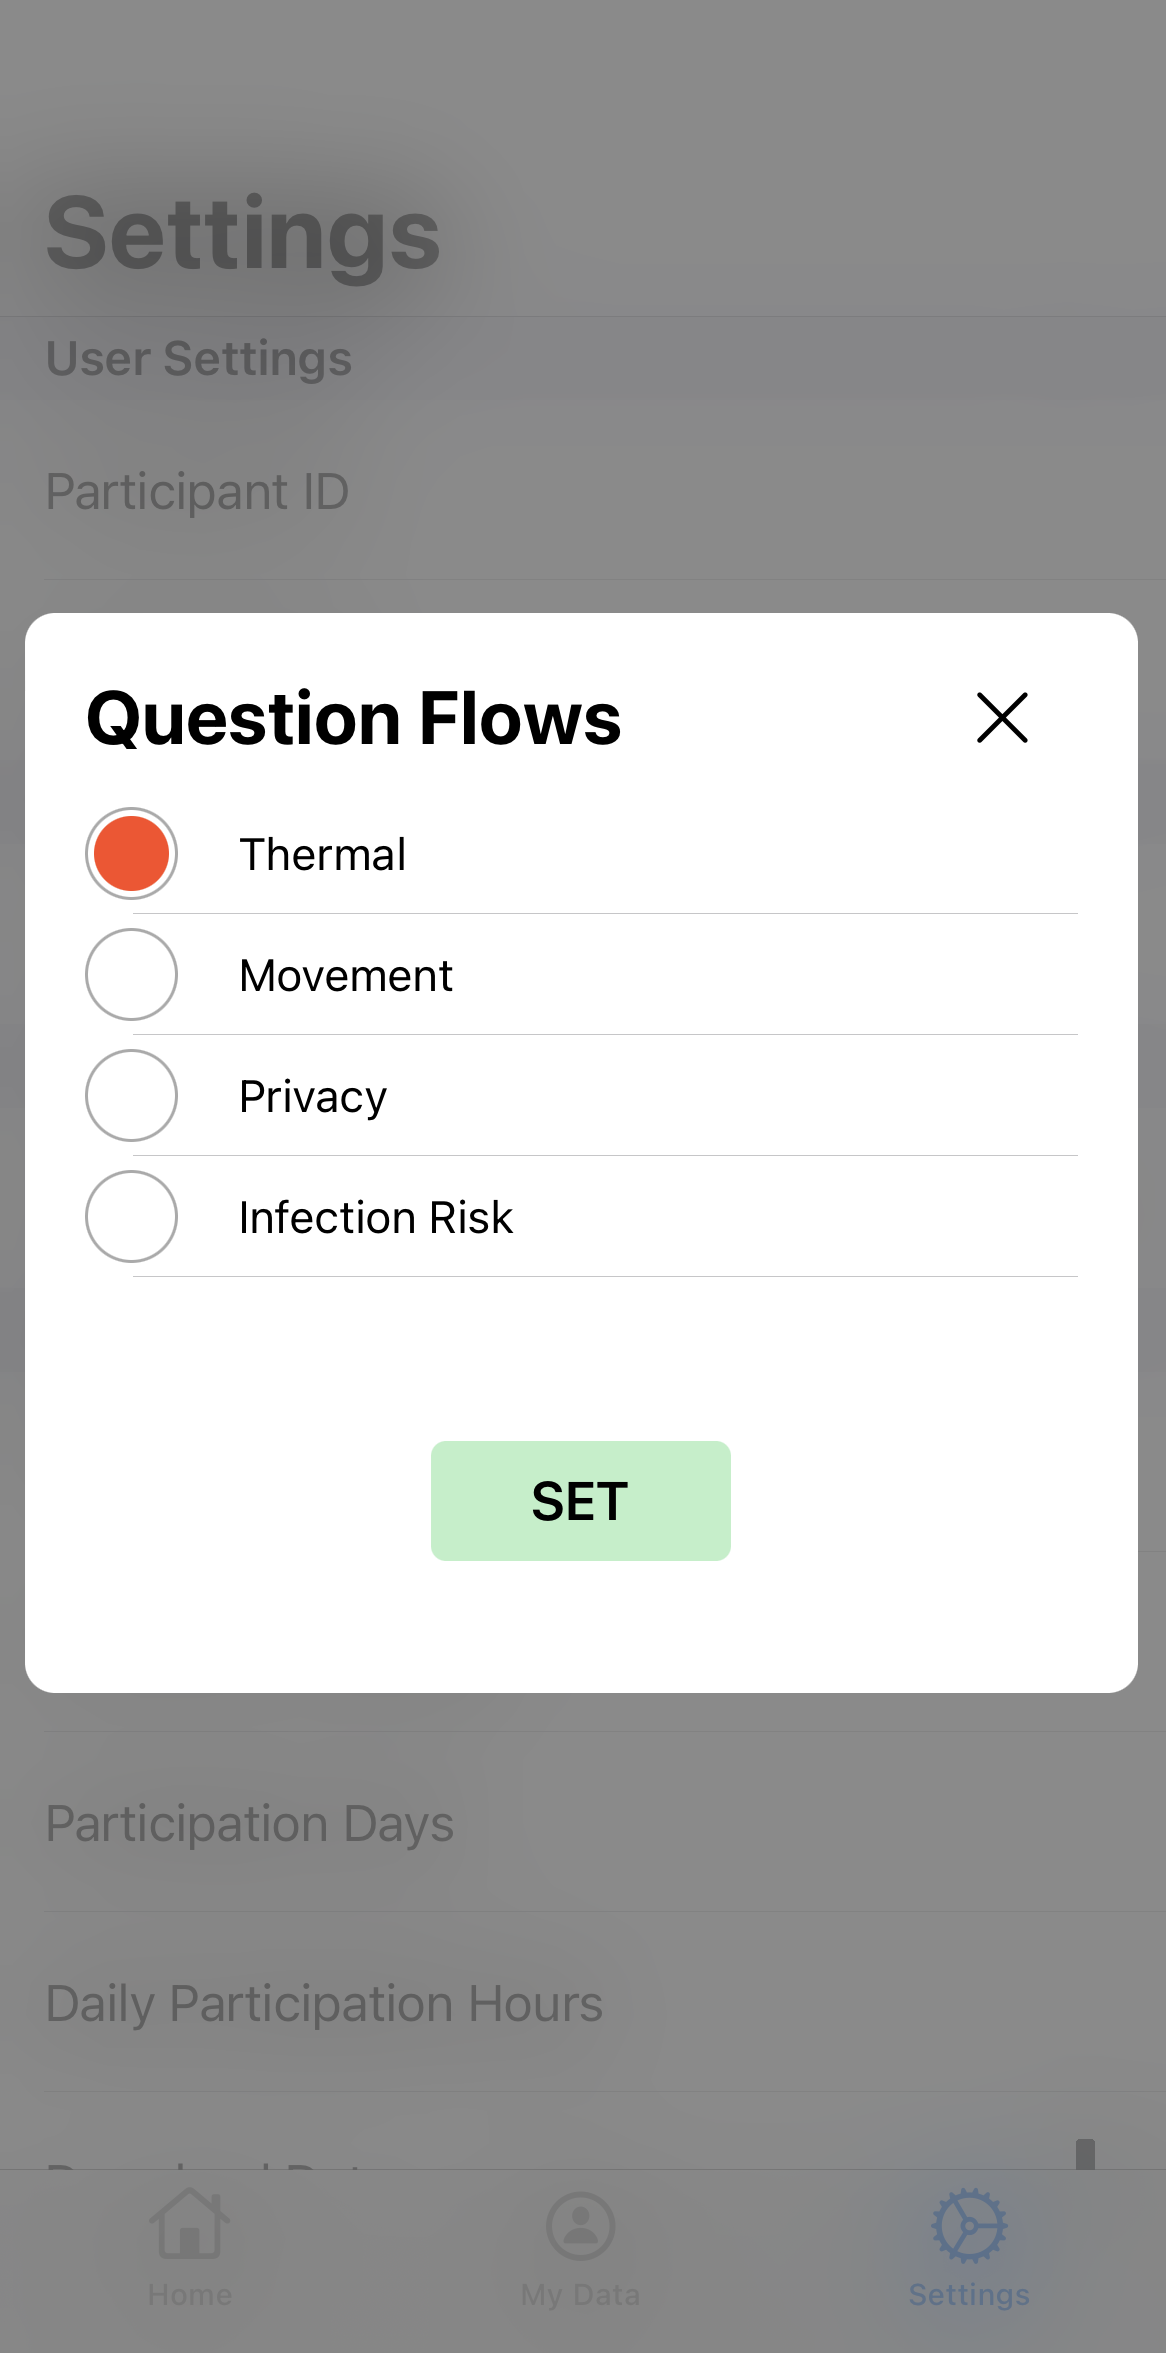 Settings
User Settings
Participant ID
Question Flows
Thermal
Movement
Privacy
Infection Risk
SET
Participation Days
Daily Participation Hours
Home
My Data
Settings